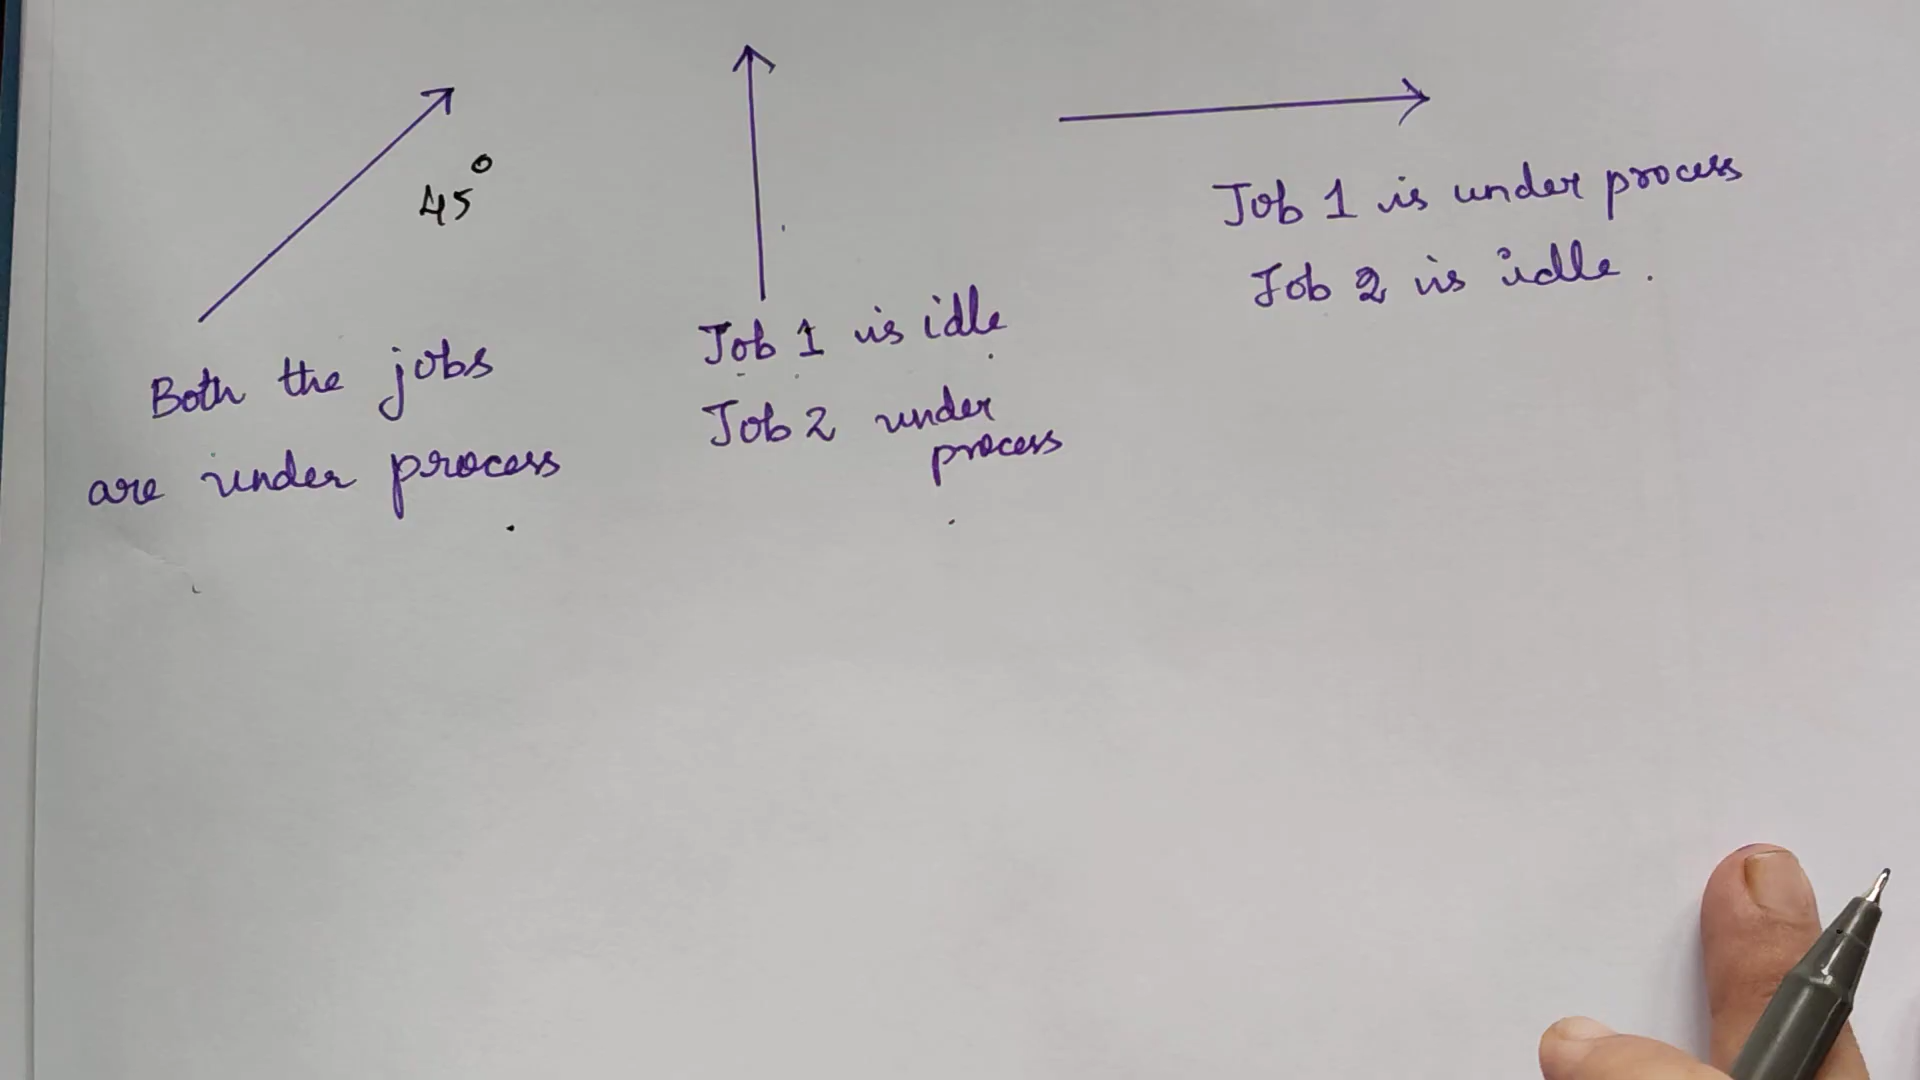 45°
Both the jobs
are under process
Job 1 is idle
Job 2 under
process
Job 1 is under process
Job 2 is idle.